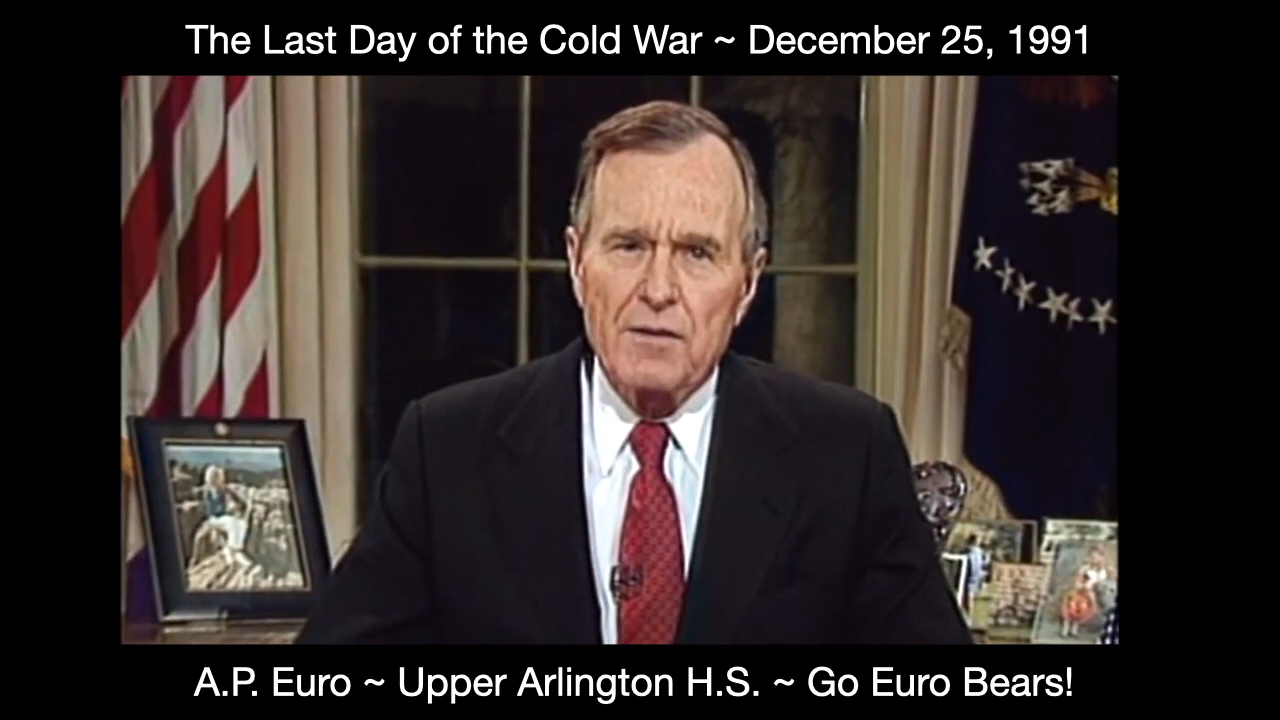 The Last Day of the Cold War ~ December 25, 1991
A.P. Euro ~ Upper Arlington H.S. ~ Go Euro Bears!